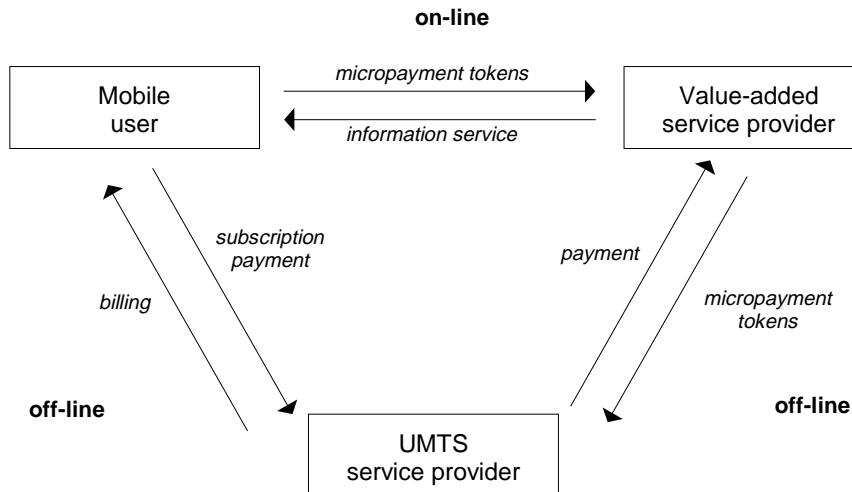 on-line
micropayment tokens
Mobile
user
Value-added
service provider
information service
subscription
payment
payment
billing
micropayment
tokens
off-line
off-line
UMTS
service provider